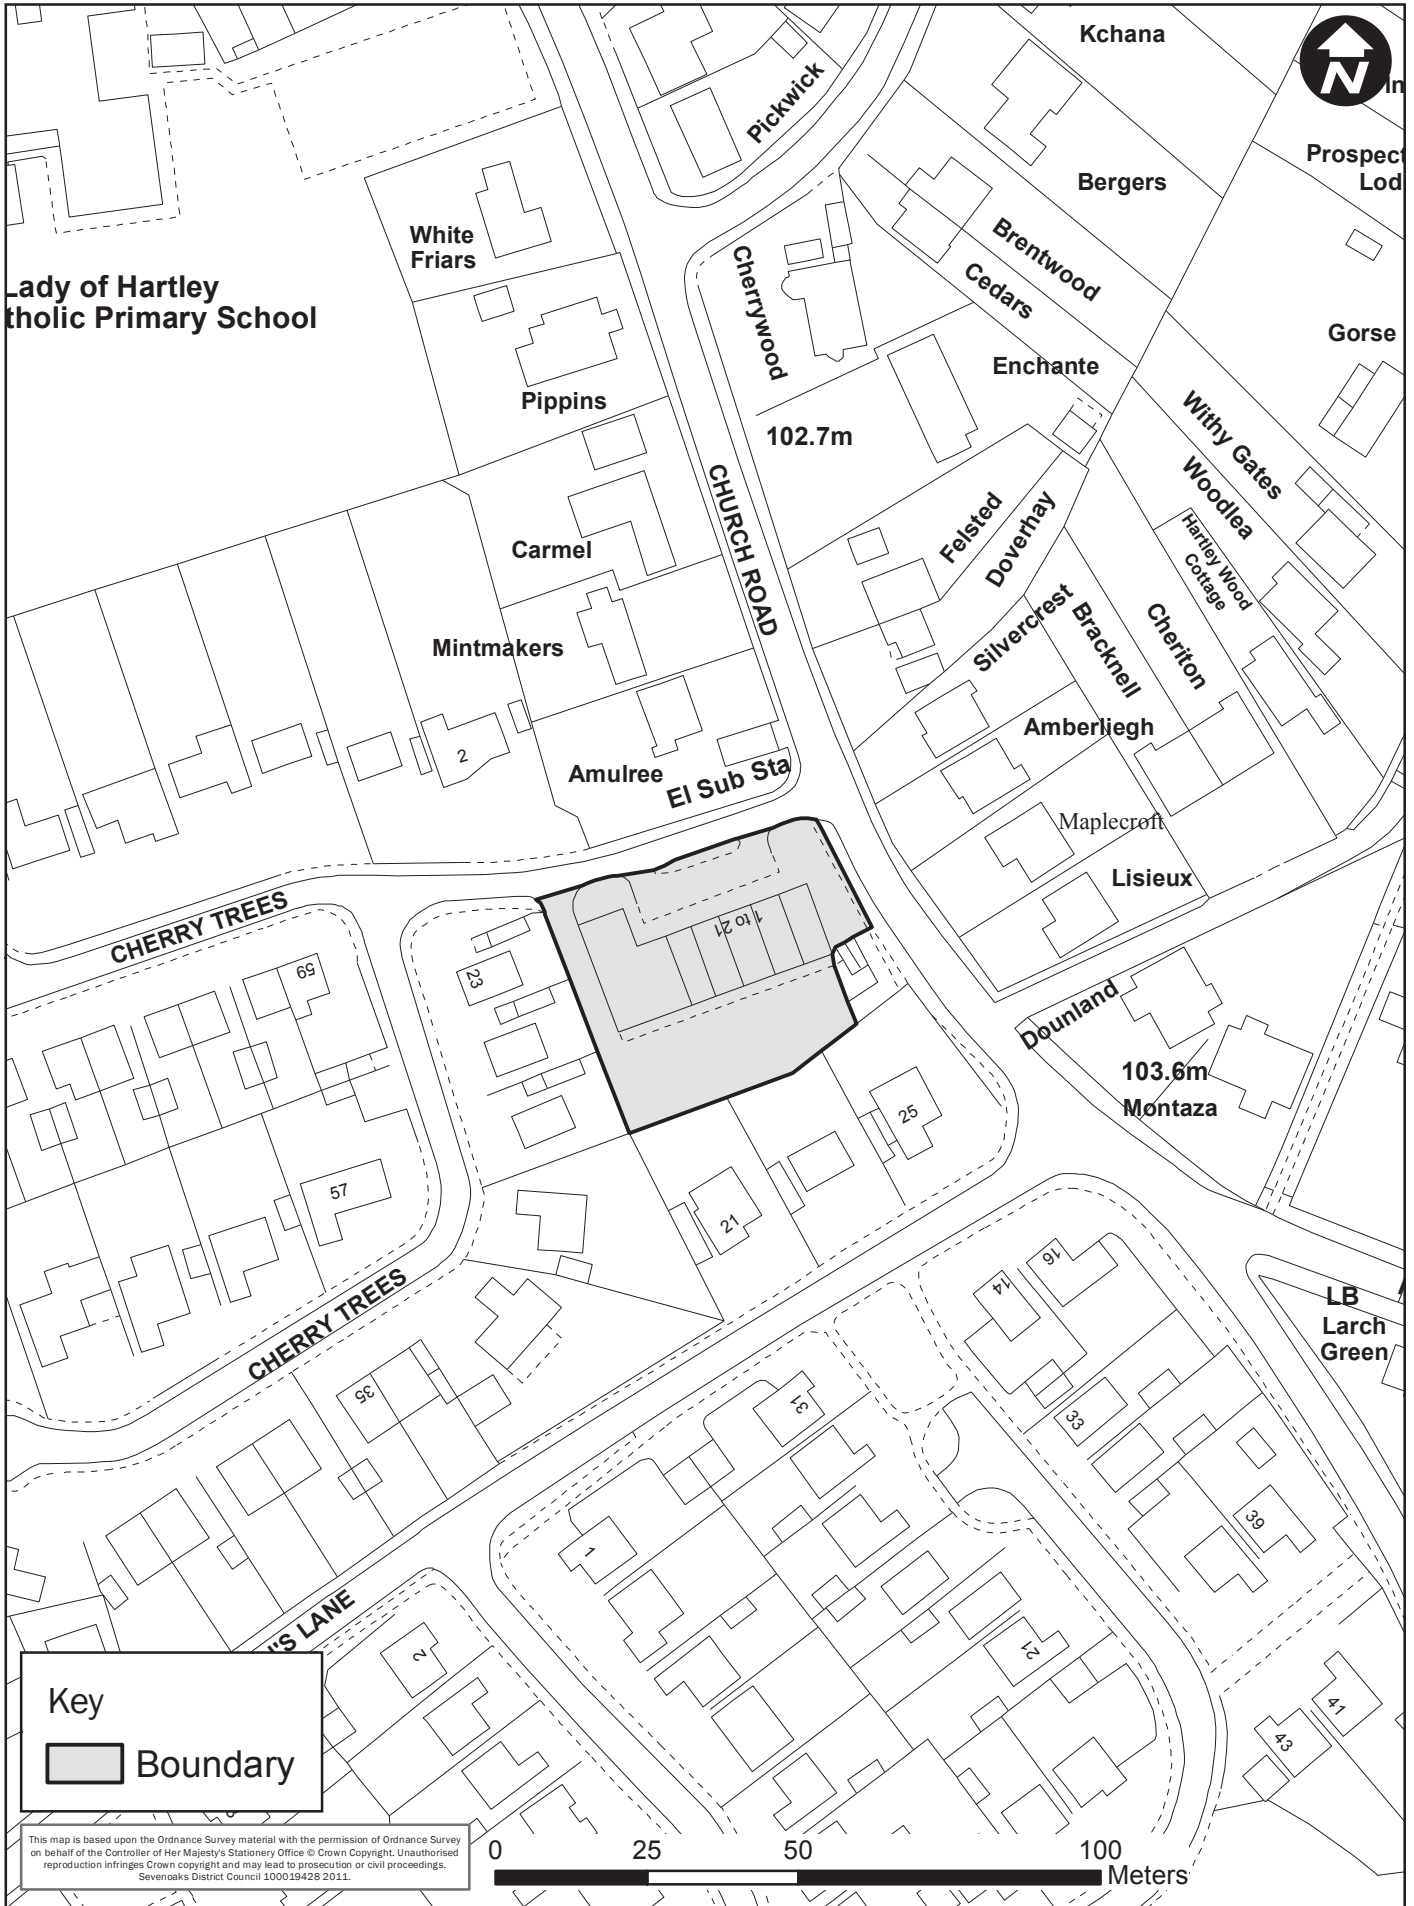 Kchana
N
in
Pickwick
Prospect
Lod
Bergers
White
Friars
Brentwood
Cherrywood
Cedars
Lady of Hartley
tholic Primary School
Gorse
Enchante
Pippins
102.7m
Withy Gates
CHURCH ROAD
Woodlea
Felsted
Doverhay
Hartley Wood
Cottage
Carmel
Silvercrest
Bracknell
Cheriton
Mintmakers
Amberliegh
2
Amulree
El Sub Sta
Maplecroft
Lisieux
CHERRY TREES
1 to 21
59
23
Dounland
103.6m
Montaza
25
57
21
16
14
CHERRY TREES
LB
Larch
Green
35
31
33
39
1
'S LANE
2
21
41
43
Key
Boundary
This map is based upon the Ordnance Survey material with the permission of Ordnance Survey
on behalf of the Controller of Her Majesty's Stationery Office © Crown Copyright. Unauthorised
reproduction infringes Crown copyright and may lead to prosecution or civil proceedings.
Sevenoaks District Council 100019428 2011.
0 25 50 100
Meters